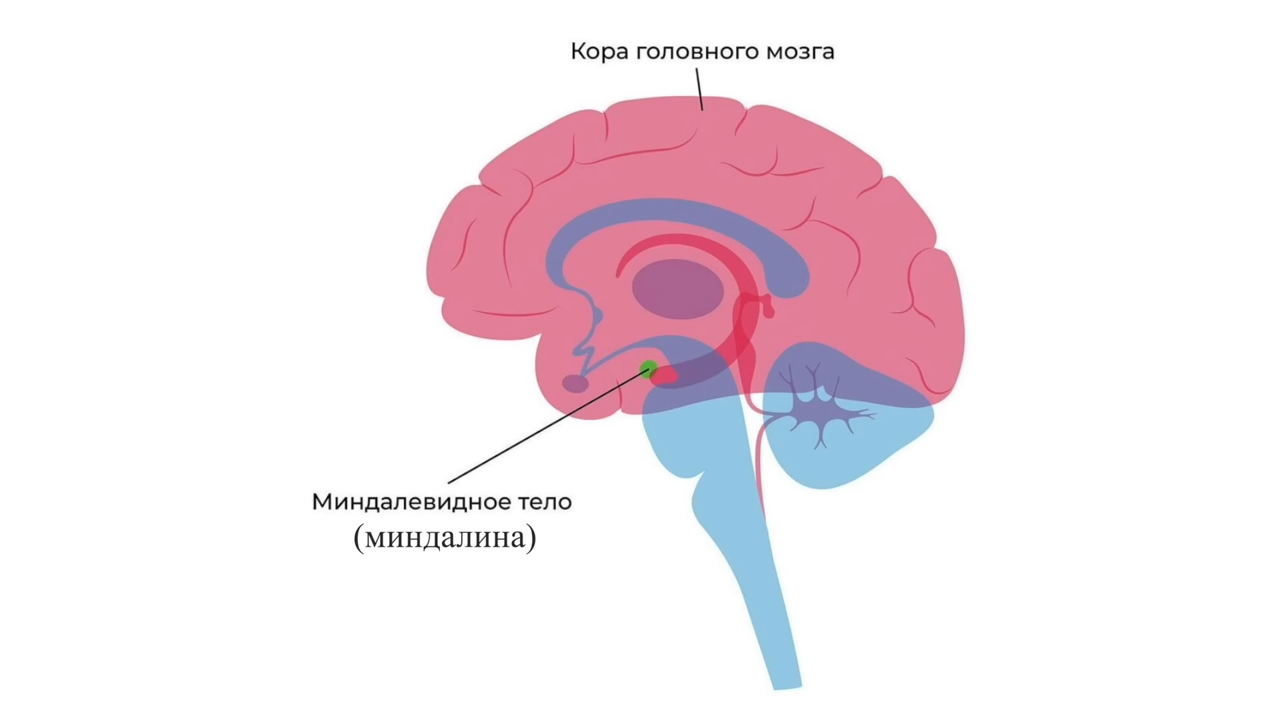 Кора головного мозга
Миндалевидное тело
(миндалина)